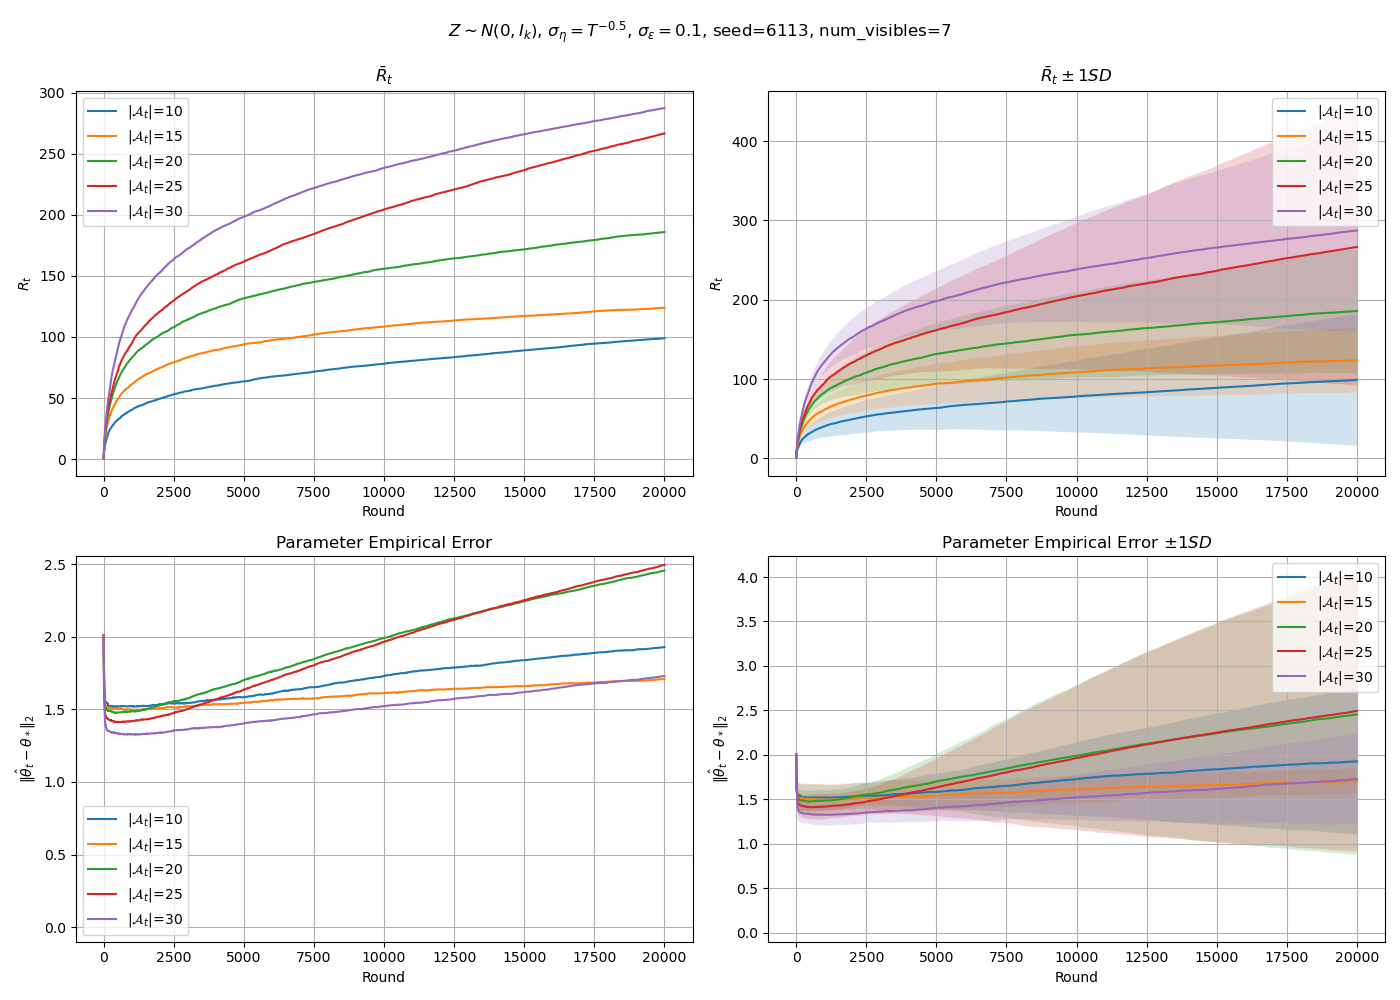 Z ∼ N(0, I_k), σ_η = T^{−0.5}, σ_ε = 0.1, seed=6113, num_visibles=7
R̄_t
300
250
200
150
100
50
0
R_t
|𝒜_t|=10
|𝒜_t|=15
|𝒜_t|=20
|𝒜_t|=25
|𝒜_t|=30
0 2500 5000 7500 10000 12500 15000 17500 20000
Round
R̄_t ± 1SD
400
300
200
100
0
R_t
|𝒜_t|=10
|𝒜_t|=15
|𝒜_t|=20
|𝒜_t|=25
|𝒜_t|=30
0 2500 5000 7500 10000 12500 15000 17500 20000
Round
Parameter Empirical Error
2.5
2.0
1.5
1.0
0.5
0.0
‖θ̂_t − θ_*‖_2
|𝒜_t|=10
|𝒜_t|=15
|𝒜_t|=20
|𝒜_t|=25
|𝒜_t|=30
0 2500 5000 7500 10000 12500 15000 17500 20000
Round
Parameter Empirical Error ±1SD
4.0
3.5
3.0
2.5
2.0
1.5
1.0
0.5
0.0
‖θ̂_t − θ_*‖_2
|𝒜_t|=10
|𝒜_t|=15
|𝒜_t|=20
|𝒜_t|=25
|𝒜_t|=30
0 2500 5000 7500 10000 12500 15000 17500 20000
Round